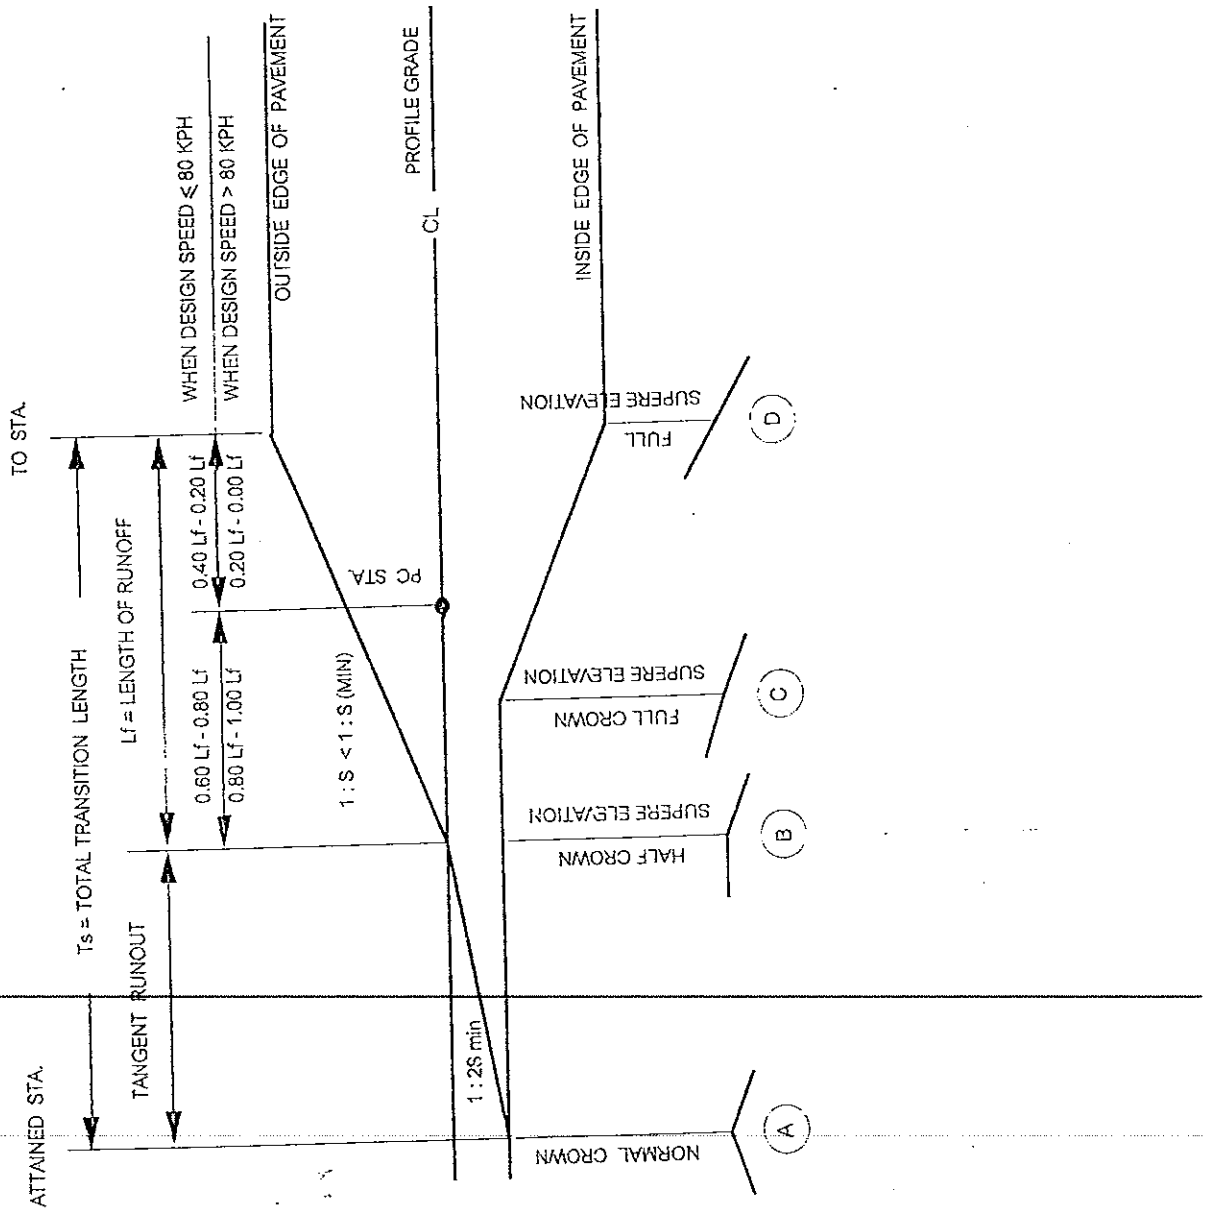 ATTAINED STA.
TO STA.
Ts = TOTAL TRANSITION LENGTH
TANGENT RUNOUT
Lf = LENGTH OF RUNOFF
0.60 Lf - 0.80 Lf
0.40 Lf - 0.20 Lf
WHEN DESIGN SPEED ≤ 80 KPH
0.80 Lf - 1.00 Lf
0.20 Lf - 0.00 Lf
WHEN DESIGN SPEED > 80 KPH
OUTSIDE EDGE OF PAVEMENT
1 : S < 1 : S (MIN)
PC STA.
PROFILE GRADE
CL
1 : 2S min
INSIDE EDGE OF PAVEMENT
NORMAL CROWN
HALF CROWN
SUPERE ELEVATION
FULL CROWN
SUPERE ELEVATION
FULL
SUPERE ELEVATION
A
B
C
D